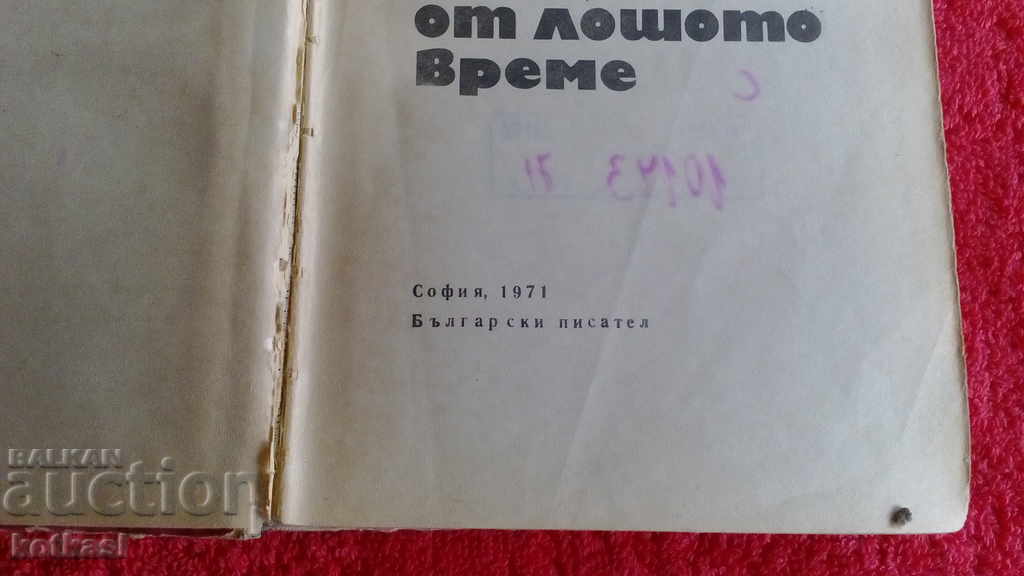 от лошото
време
София, 1971
Български писател
BALKAN
auction
kotkasl